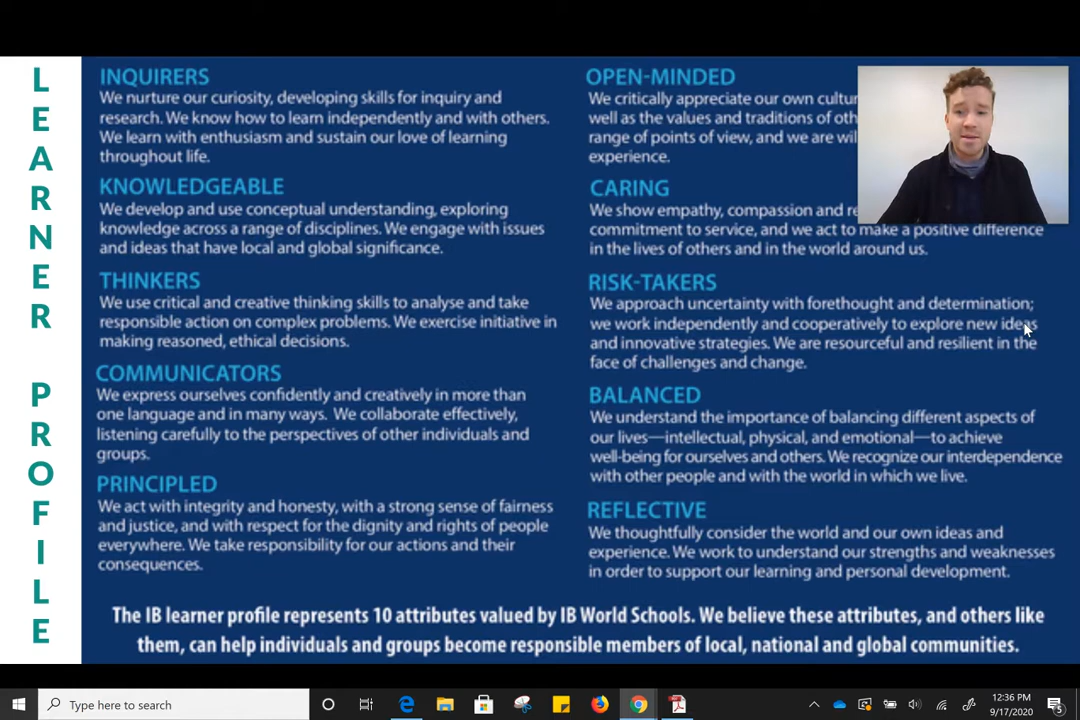 LEARNER PROFILE
INQUIRERS
We nurture our curiosity, developing skills for inquiry and
research. We know how to learn independently and with others.
We learn with enthusiasm and sustain our love of learning
throughout life.
KNOWLEDGEABLE
We develop and use conceptual understanding, exploring
knowledge across a range of disciplines. We engage with issues
and ideas that have local and global significance.
THINKERS
We use critical and creative thinking skills to analyse and take
responsible action on complex problems. We exercise initiative in
making reasoned, ethical decisions.
COMMUNICATORS
We express ourselves confidently and creatively in more than
one language and in many ways. We collaborate effectively,
listening carefully to the perspectives of other individuals and
groups.
PRINCIPLED
We act with integrity and honesty, with a strong sense of fairness
and justice, and with respect for the dignity and rights of people
everywhere. We take responsibility for our actions and their
consequences.
OPEN-MINDED
We critically appreciate our own
well as the values and traditions of
range of points of view, and we are
experience.
CARING
We show empathy, compassion and
commitment to service, and we act to make a positive difference
in the lives of others and in the world around us.
RISK-TAKERS
We approach uncertainty with forethought and determination;
we work independently and cooperatively to explore new ideas
and innovative strategies. We are resourceful and resilient in the
face of challenges and change.
BALANCED
We understand the importance of balancing different aspects of
our lives—intellectual, physical, and emotional—to achieve
well-being for ourselves and others. We recognize our interdependence
with other people and with the world in which we live.
REFLECTIVE
We thoughtfully consider the world and our own ideas and
experience. We work to understand our strengths and weaknesses
in order to support our learning and personal development.
The IB learner profile represents 10 attributes valued by IB World Schools. We believe these attributes, and others like
them, can help individuals and groups become responsible members of local, national and global communities.
Type here to search
12:36 PM
9/17/2020
5